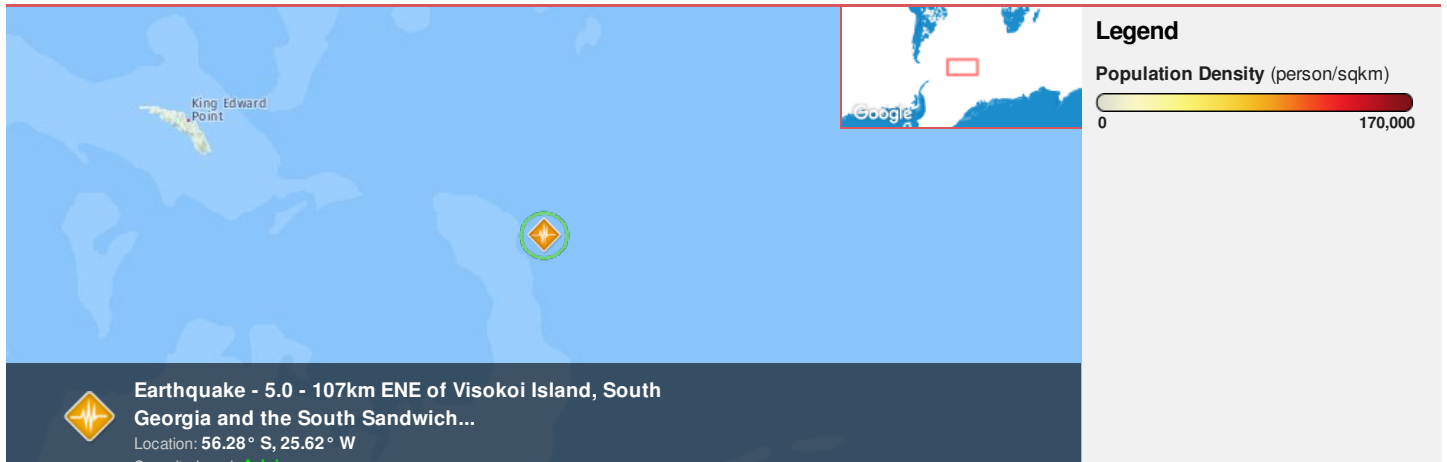 King Edward
Point
Google
Legend
Population Density (person/sqkm)
0 170,000
Earthquake - 5.0 - 107km ENE of Visokoi Island, South
Georgia and the South Sandwich...
Location: 56.28° S, 25.62° W